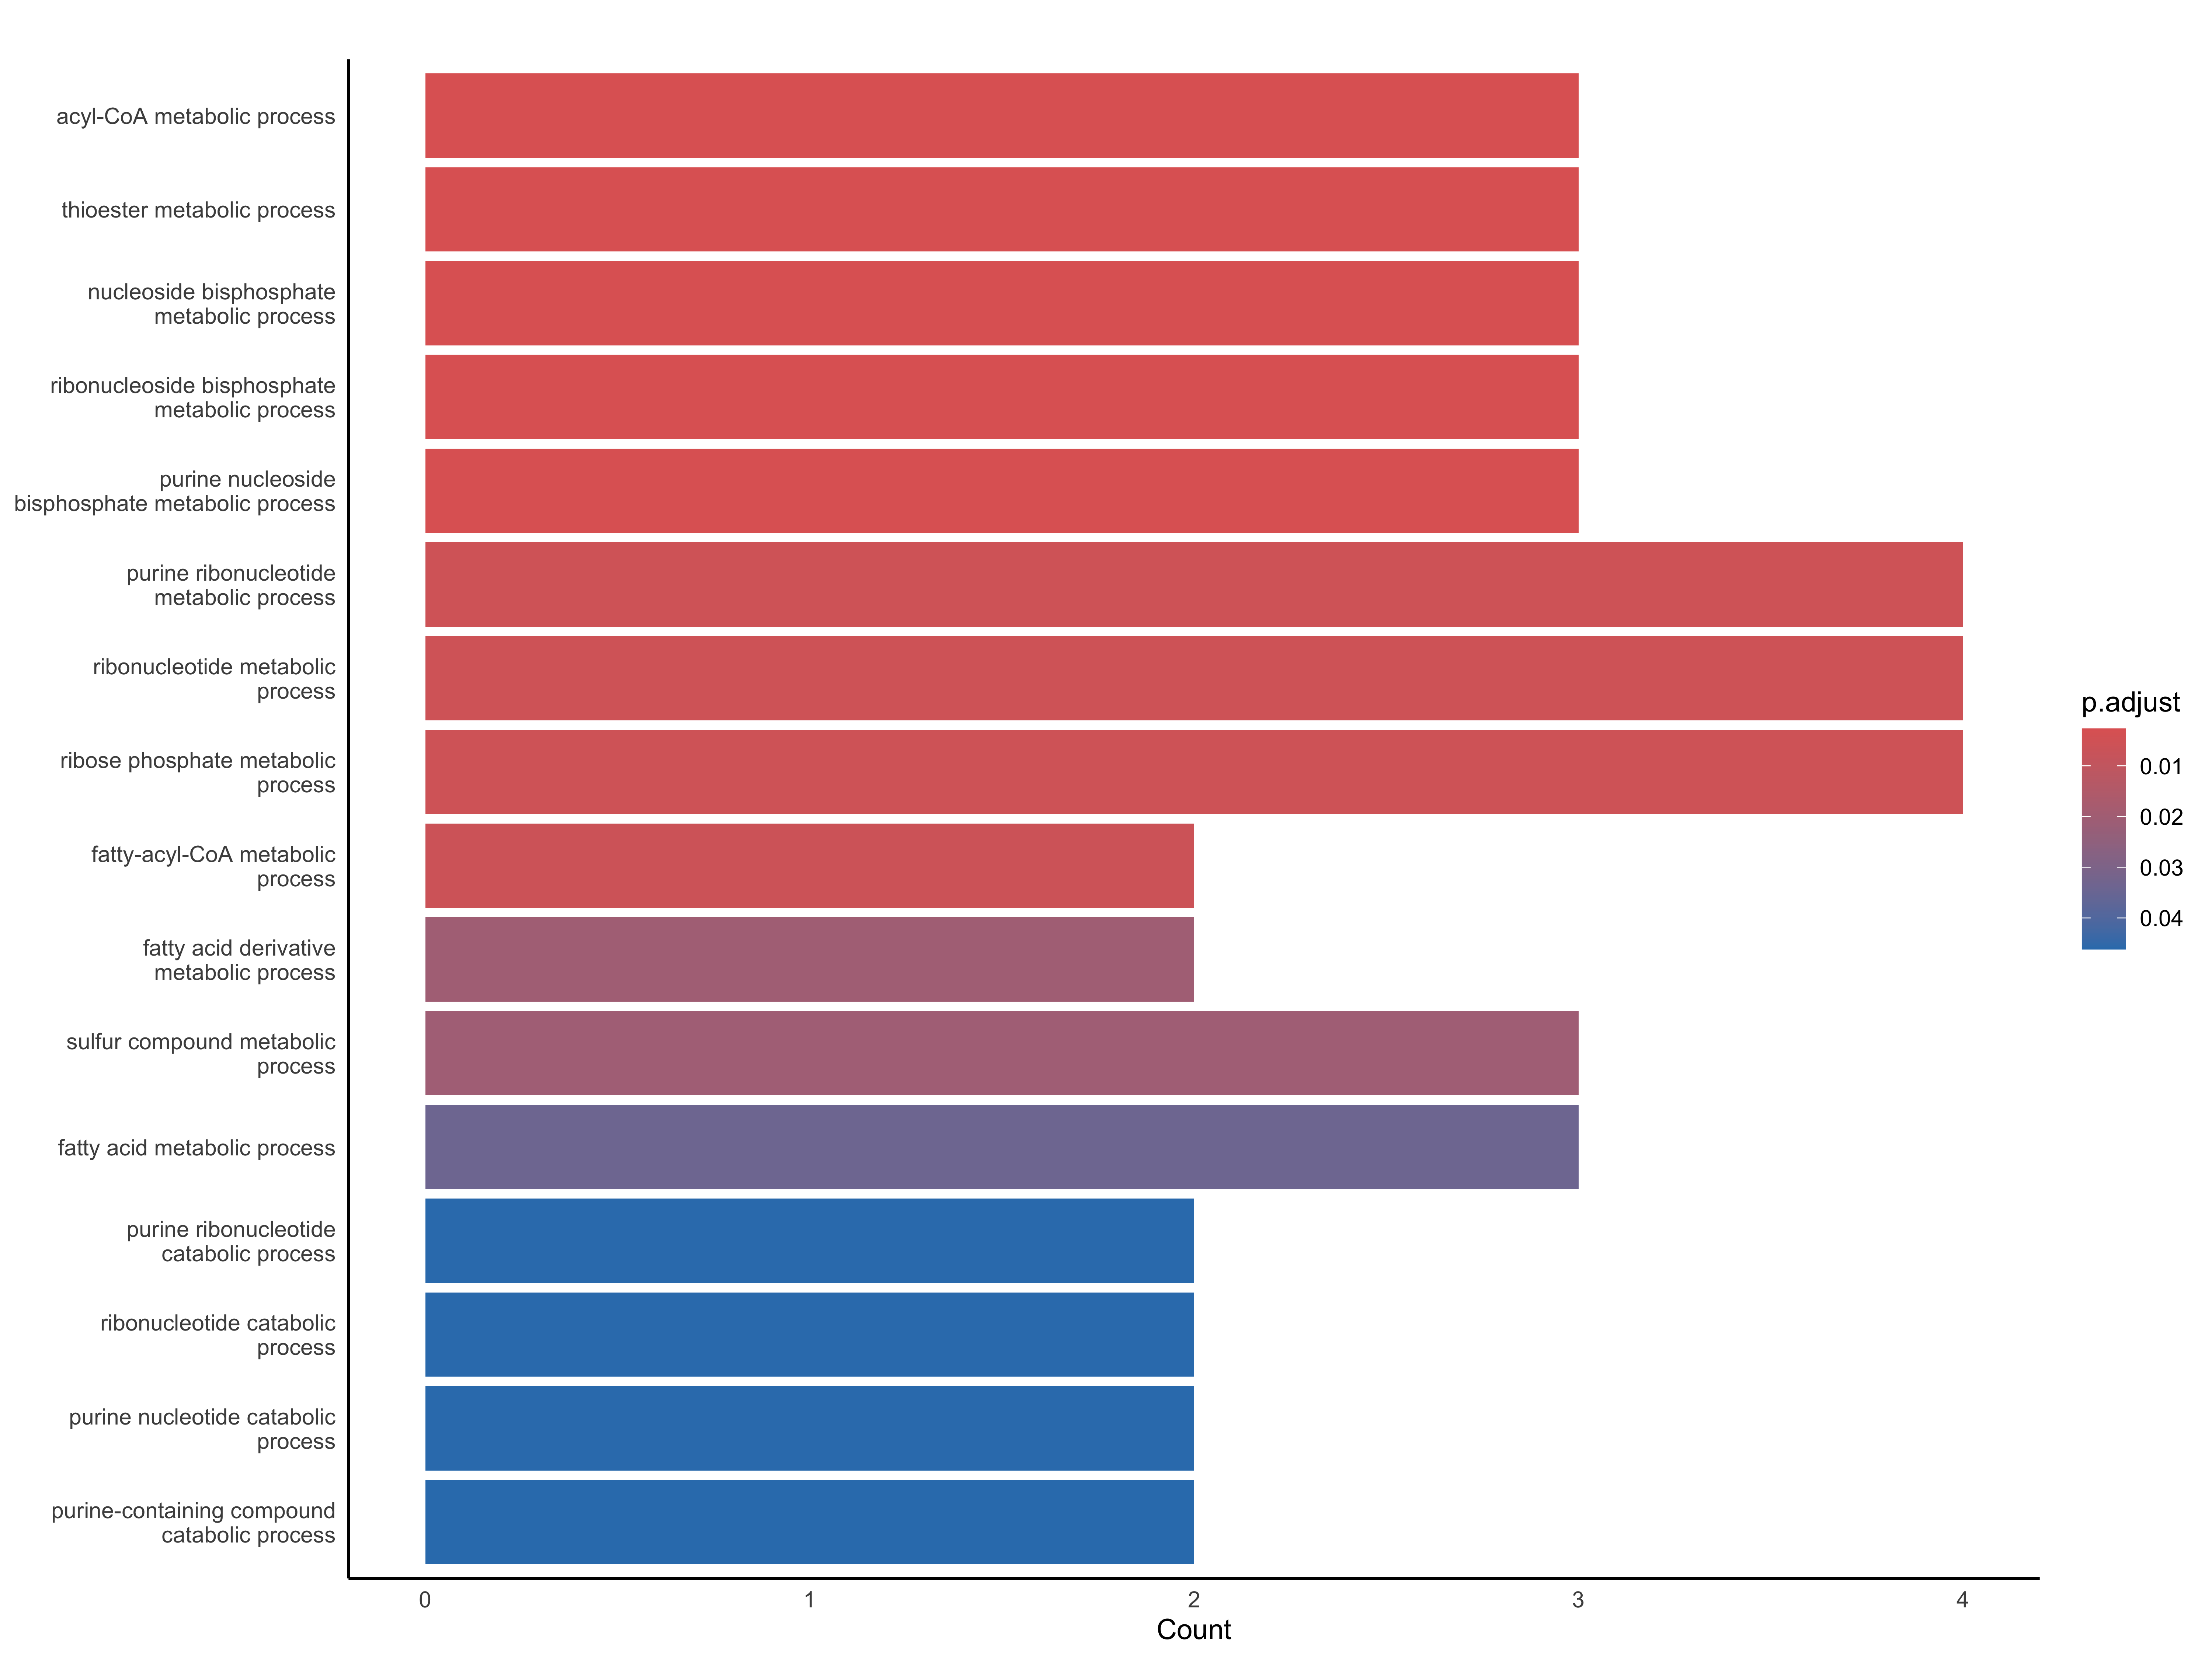 acyl-CoA metabolic process
thioester metabolic process
nucleoside bisphosphate
metabolic process
ribonucleoside bisphosphate
metabolic process
purine nucleoside
bisphosphate metabolic process
purine ribonucleotide
metabolic process
ribonucleotide metabolic
process
ribose phosphate metabolic
process
fatty-acyl-CoA metabolic
process
fatty acid derivative
metabolic process
sulfur compound metabolic
process
fatty acid metabolic process
purine ribonucleotide
catabolic process
ribonucleotide catabolic
process
purine nucleotide catabolic
process
purine-containing compound
catabolic process
0 1 2 3 4
Count
p.adjust
0.01
0.02
0.03
0.04